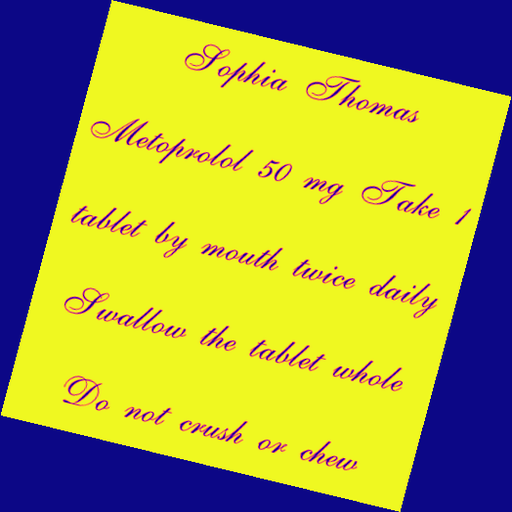 Sophia Thomas
Metoprolol 50 mg Take 1
tablet by mouth twice daily
Swallow the tablet whole
Do not crush or chew